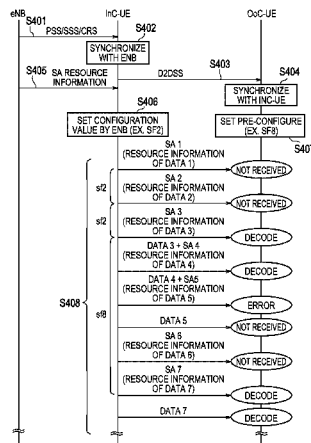 eNB InC-UE OoC-UE
S401 PSS/SSS/CRS
S402
SYNCHRONIZE
WITH ENB
S403
D2DSS
S404
SYNCHRONIZE
WITH INC-UE
S405
SA RESOURCE
INFORMATION
S406
SET CONFIGURATION
VALUE BY ENB (EX. SF2)
SET PRE-CONFIGURE
(EX. SF8)
S407
SA 1
(RESOURCE INFORMATION
OF DATA 1)
NOT RECEIVED
sf2
SA 2
(RESOURCE INFORMATION
OF DATA 2)
NOT RECEIVED
sf2
SA 3
(RESOURCE INFORMATION
OF DATA 3)
DECODE
DATA 3 + SA 4
(RESOURCE INFORMATION
OF DATA 4)
DECODE
DATA 4 + SA5
(RESOURCE INFORMATION
OF DATA 5)
ERROR
S408
sf8
DATA 5
NOT RECEIVED
SA 6
(RESOURCE INFORMATION
OF DATA 6)
NOT RECEIVED
SA 7
(RESOURCE INFORMATION
OF DATA 7)
DECODE
DATA 7
DECODE